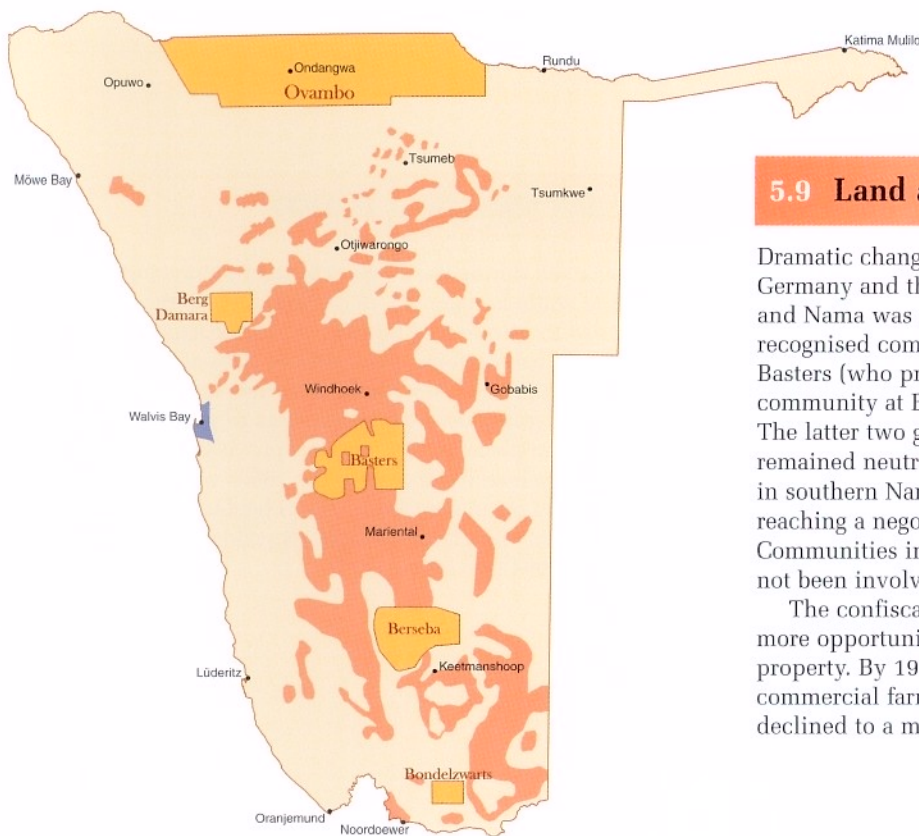 Katima Mulilo
Rundu
Ondangwa
Opuwo
Ovambo
Tsumeb
Möwe Bay
Tsumkwe
Otjiwarongo
Berg
Damara
Windhoek
Gobabis
Walvis Bay
Basters
Mariental
Berseba
Lüderitz
Keetmanshoop
Bondelzwarts
Oranjemund
Noordoewer
5.9 Land
Dramatic chang
Germany and th
and Nama was
recognised com
Basters (who pr
community at B
The latter two g
remained neutr
in southern Nar
reaching a nego
Communities in
not been involv
The confisca
more opportuni
property. By 19
commercial farr
declined to a m